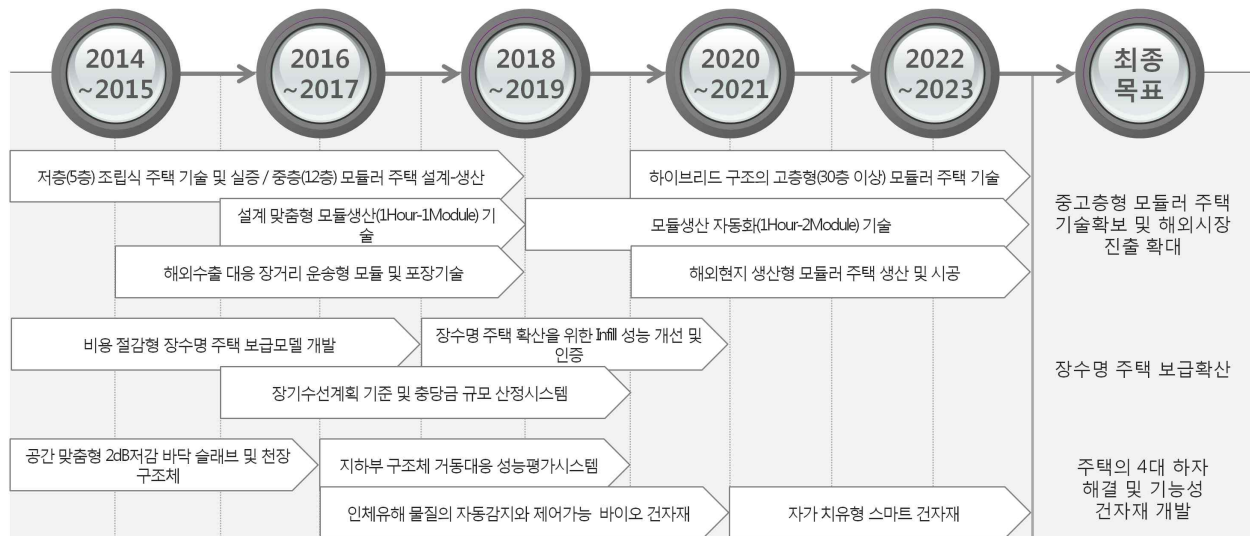 2014
~2015
2016
~2017
2018
~2019
2020
~2021
2022
~2023
최종
목표
저층(5층) 조립식 주택 기술 및 실증 / 중층(12층) 모듈러 주택 설계-생산
하이브리드 구조의 고층형(30층 이상) 모듈러 주택 기술
설계 맞춤형 모듈생산(1Hour-1Module) 기
술
모듈생산 자동화(1Hour-2Module) 기술
해외수출 대응 장거리 운송형 모듈 및 포장기술
해외현지 생산형 모듈러 주택 생산 및 시공
중고층형 모듈러 주택
기술확보 및 해외시장
진출 확대
비용 절감형 장수명 주택 보급모델 개발
장수명 주택 확산을 위한 Infill 성능 개선 및
인증
장기수선계획 기준 및 충당금 규모 산정시스템
장수명 주택 보급확산
공간 맞춤형 2dB저감 바닥 슬래브 및 천장
구조체
지하부 구조체 거동대응 성능평가시스템
인체유해 물질의 자동감지와 제어가능 바이오 건자재
자가 치유형 스마트 건자재
주택의 4대 하자
해결 및 기능성
건자재 개발